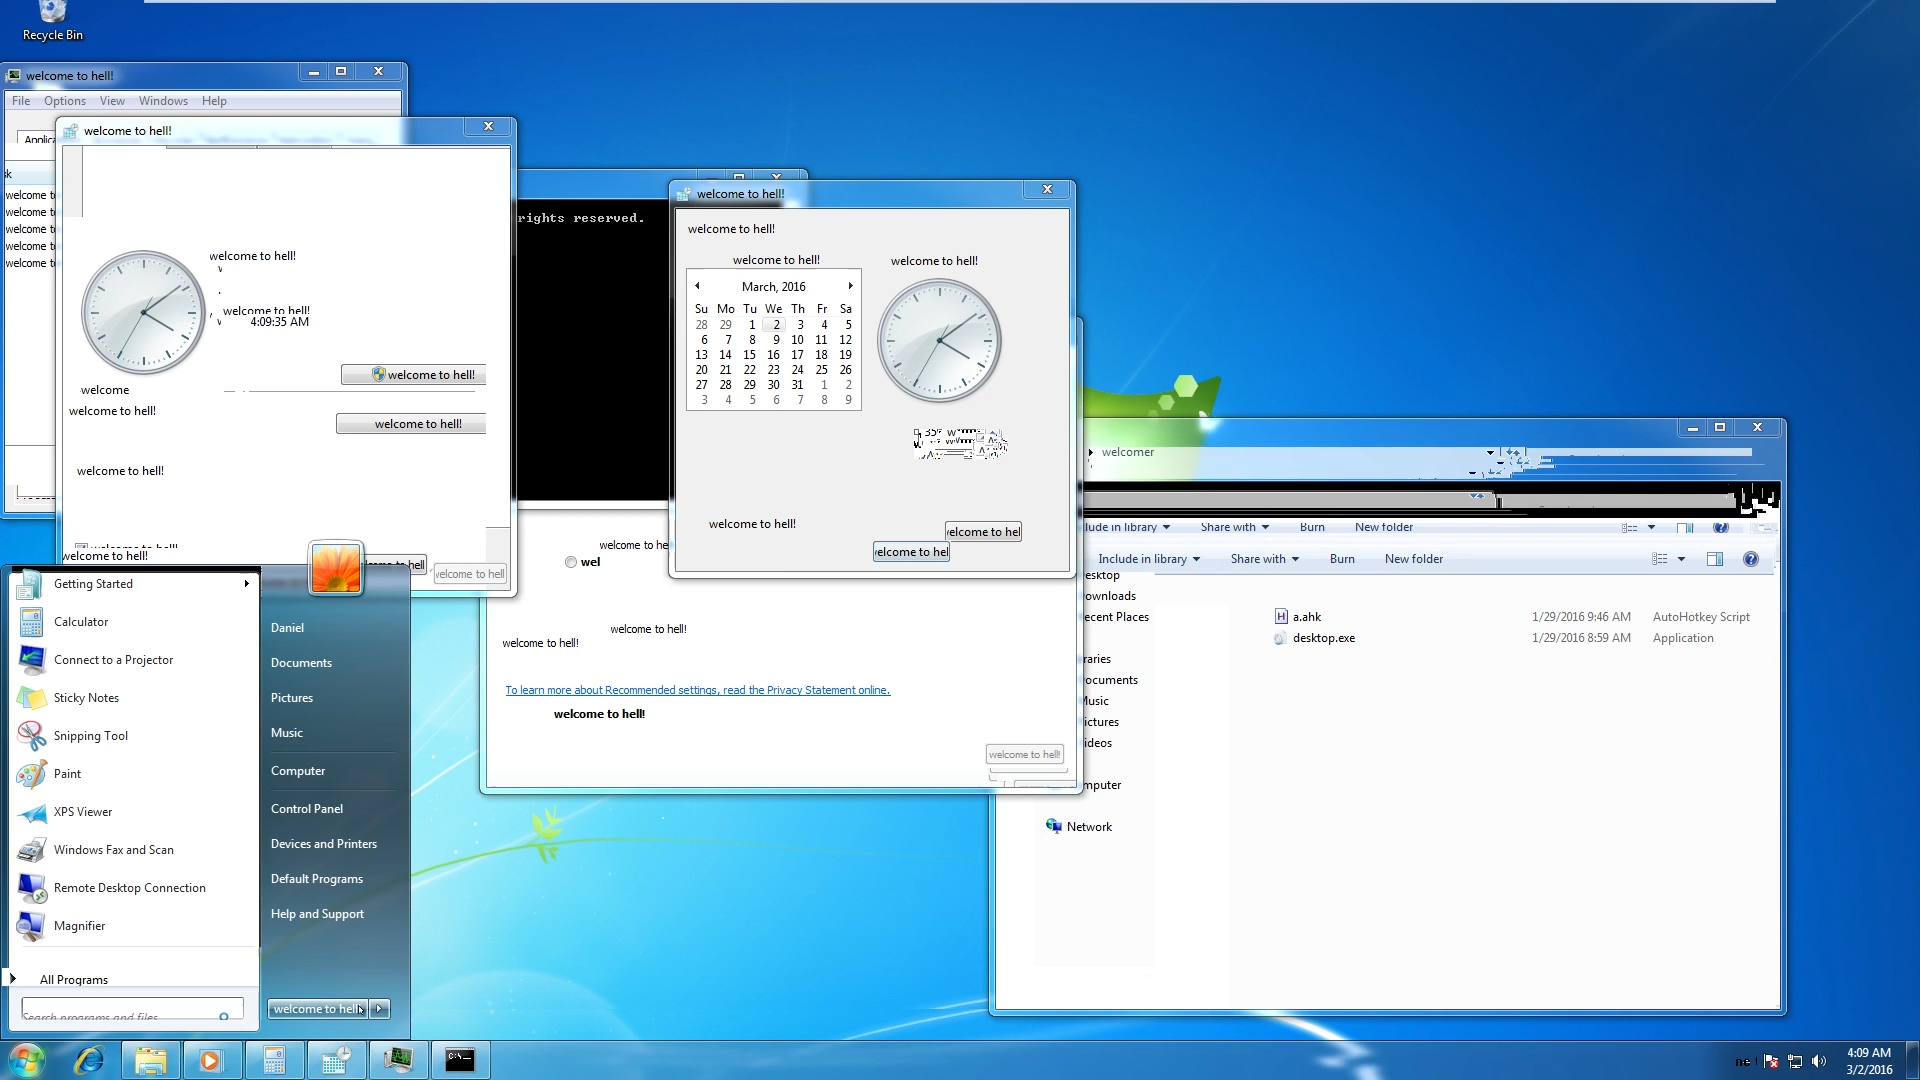 Recycle Bin
welcome to hell!
File Options View Windows Help
welcome to hell!
welcome to hell!
welcome to hell!
4:09:35 AM
welcome to hell!
welcome
welcome to hell!
welcome to hell!
welcome to hell!
welcome to hell!
welcome to hell
rights reserved.
welcome to hell!
welcome to hell!
welcome to hell!
welcome to hell!
March, 2016
Su Mo Tu We Th Fr Sa
28 29 1 2 3 4 5
6 7 8 9 10 11 12
13 14 15 16 17 18 19
20 21 22 23 24 25 26
27 28 29 30 31 1 2
3 4 5 6 7 8 9
welcome to hell!
elcome to hel
elcome to hel
welcome to he
wel
welcome to hell!
welcome to hell!
To learn more about Recommended settings, read the Privacy Statement online.
welcome to hell!
welcome to hell!
welcomer
lude in library Share with Burn New folder
Include in library Share with Burn New folder
esktop
ownloads
ecent Places
raries
ocuments
Music
ictures
ideos
mputer
Network
a.ahk 1/29/2016 9:46 AM AutoHotkey Script
desktop.exe 1/29/2016 8:59 AM Application
Getting Started
Calculator
Connect to a Projector
Sticky Notes
Snipping Tool
Paint
XPS Viewer
Windows Fax and Scan
Remote Desktop Connection
Magnifier
All Programs
Search programs and files
Daniel
Documents
Pictures
Music
Computer
Control Panel
Devices and Printers
Default Programs
Help and Support
welcome to hell
C:\_
4:09 AM
3/2/2016